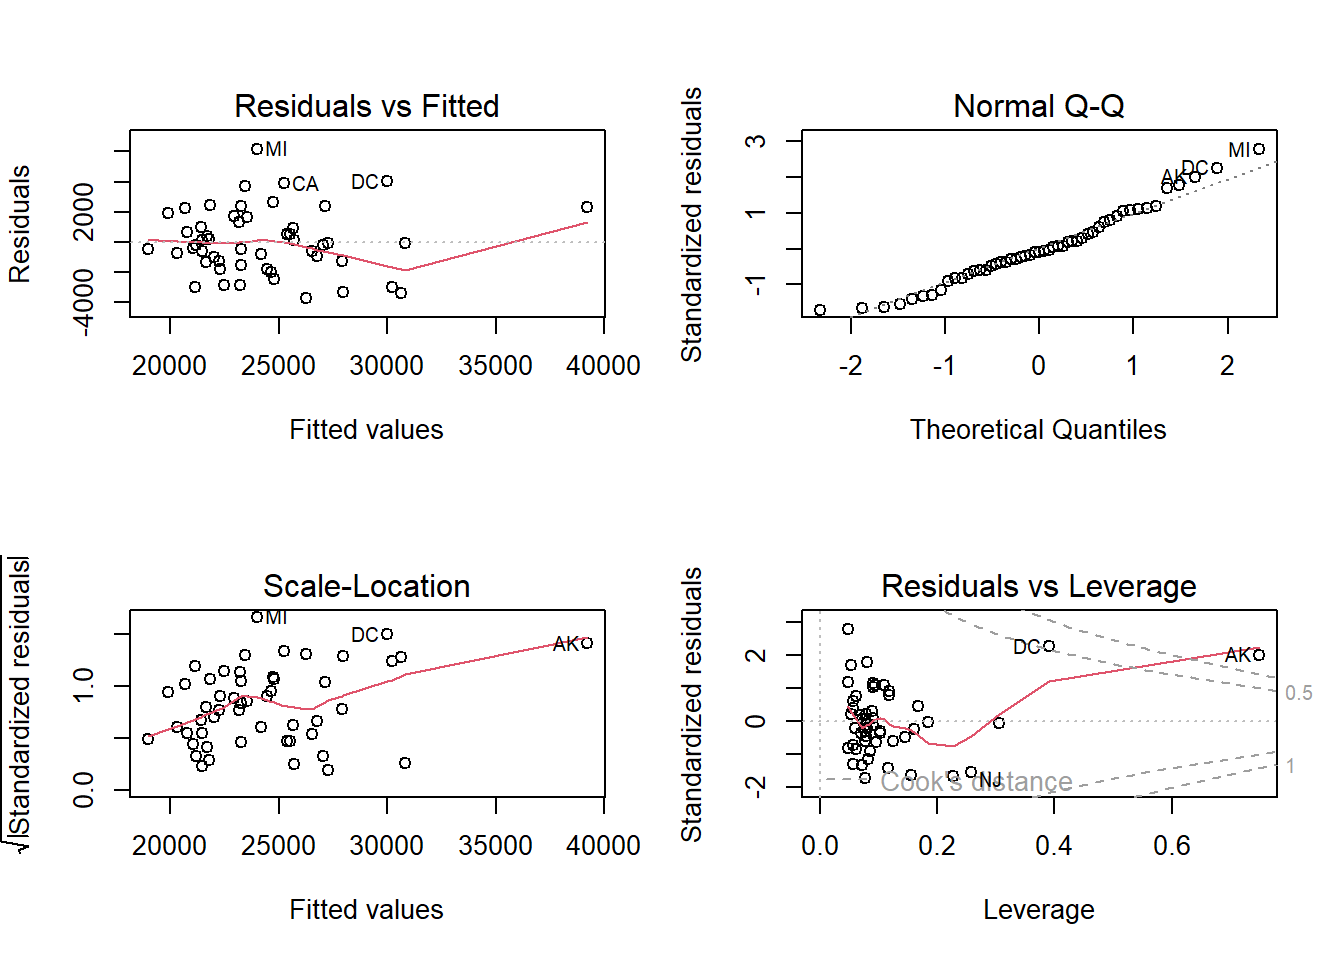 Residuals vs Fitted
Residuals
2000
-4000
MI
CA
DC
20000 25000 30000 35000 40000
Fitted values
Normal Q-Q
Standardized residuals
3
1
-1
MI
DC
AK
-2 -1 0 1 2
Theoretical Quantiles
Scale-Location
√|Standardized residuals|
1.0
0.0
MI
DC
AK
20000 25000 30000 35000 40000
Fitted values
Residuals vs Leverage
Standardized residuals
2
0
-2
DC
AK
NJ
Cook's distance
0.5
1
0.0 0.2 0.4 0.6
Leverage